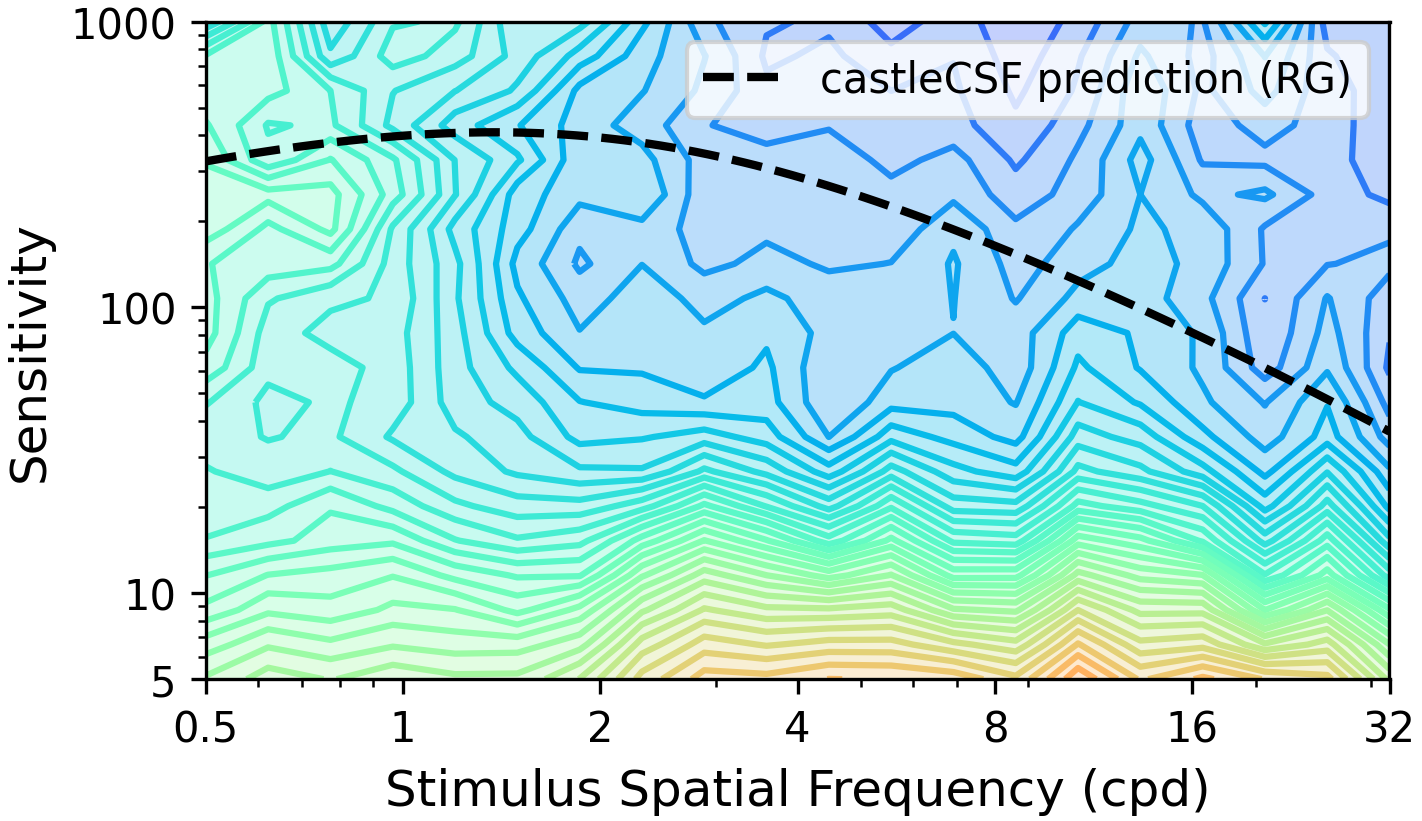 1000
100
10
5
Sensitivity
castleCSF prediction (RG)
0.5 1 2 4 8 16 32
Stimulus Spatial Frequency (cpd)